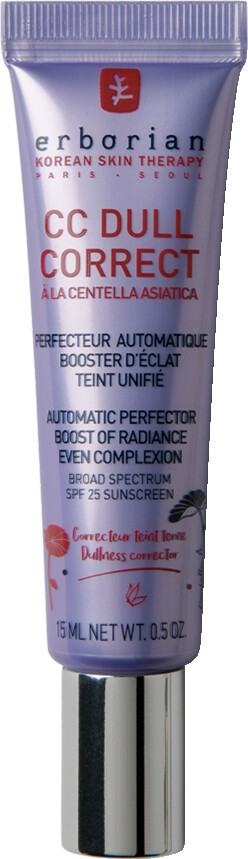 erborian
KOREAN SKIN THERAPY
PARIS - SEOUL
CC DULL
CORRECT
À LA CENTELLA ASIATICA
PERFECTEUR AUTOMATIQUE
BOOSTER D'ÉCLAT
TEINT UNIFIÉ
AUTOMATIC PERFECTOR
BOOST OF RADIANCE
EVEN COMPLEXION
BROAD SPECTRUM
SPF 25 SUNSCREEN
Correcteur teint terne
Dullness corrector
15 ML NET WT. 0.5 OZ.